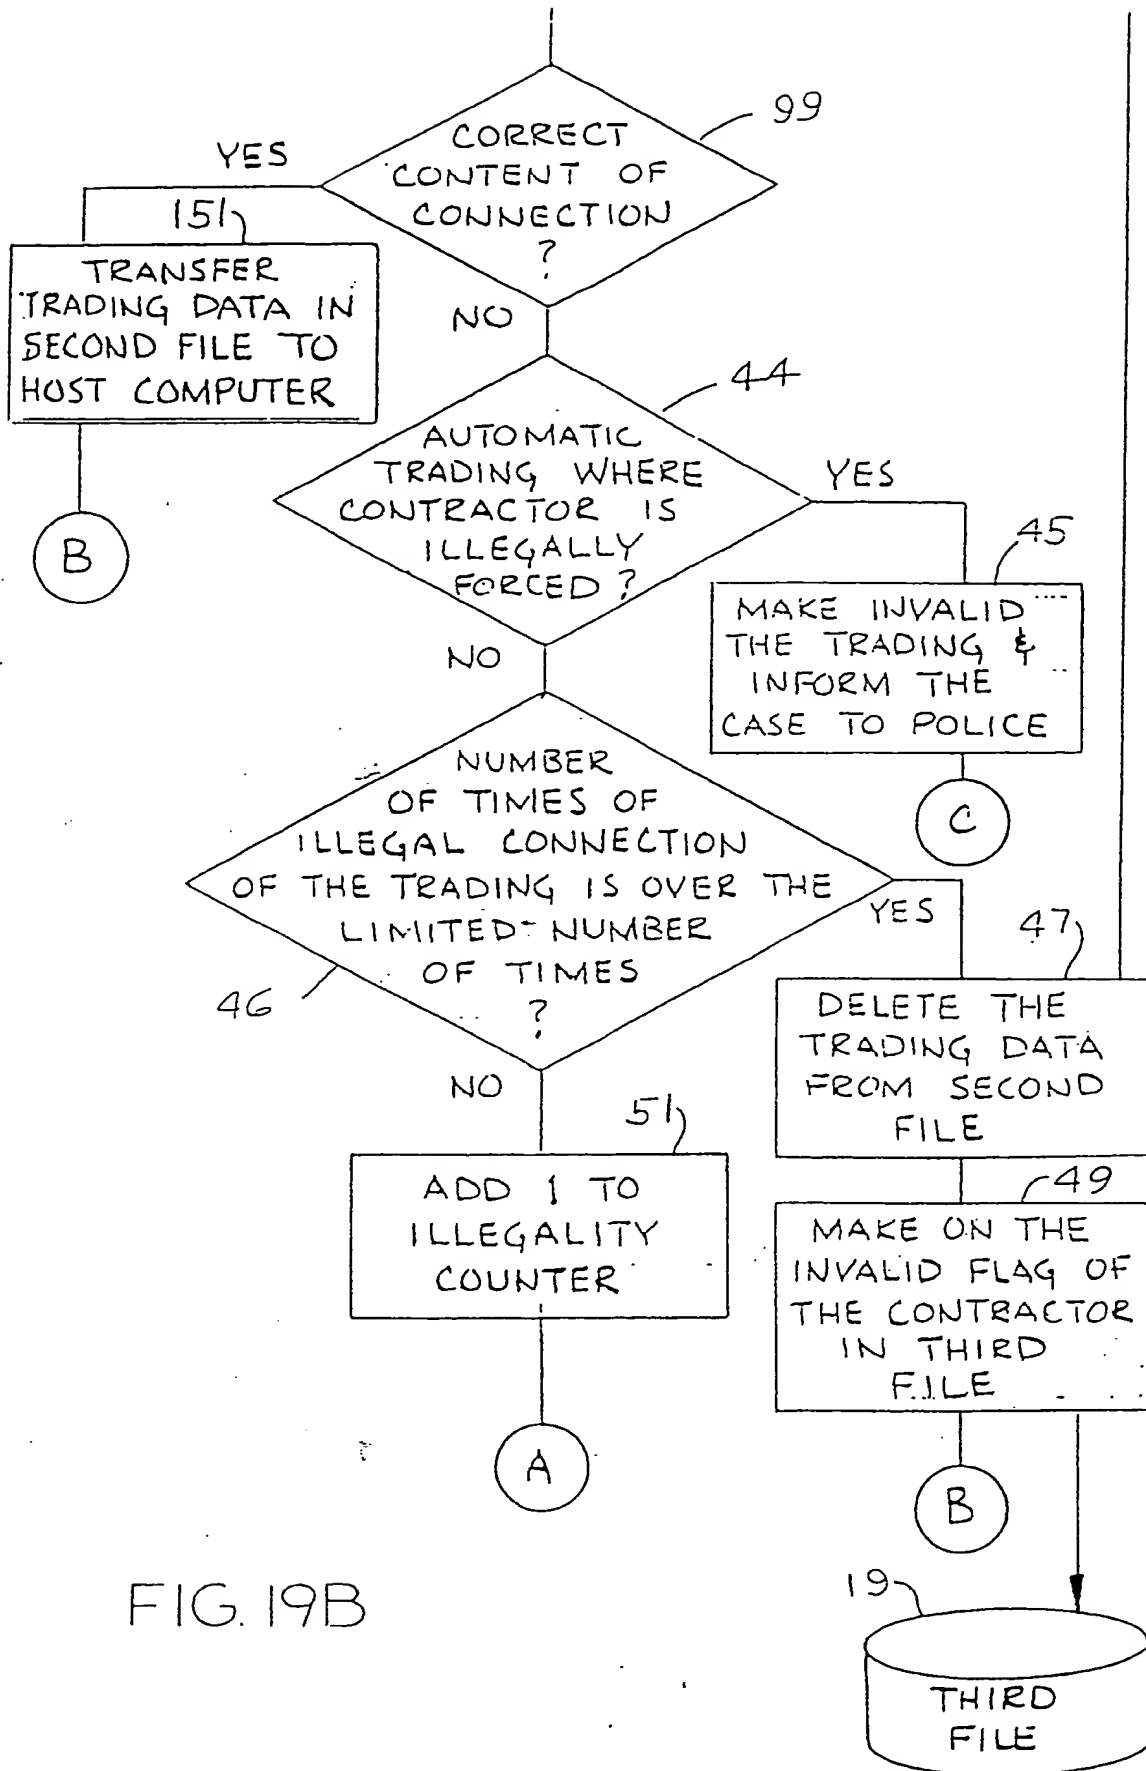 99
CORRECT
CONTENT OF
CONNECTION
?
YES
151
TRANSFER
TRADING DATA IN
SECOND FILE TO
HOST COMPUTER
B
NO
44
AUTOMATIC
TRADING WHERE
CONTRACTOR IS
ILLEGALLY
FORCED?
YES
45
MAKE INVALID
THE TRADING &
INFORM THE
CASE TO POLICE
C
NO
NUMBER
OF TIMES OF
ILLEGAL CONNECTION
OF THE TRADING IS OVER THE
LIMITED NUMBER
OF TIMES
?
46
YES
47
DELETE THE
TRADING DATA
FROM SECOND
FILE
NO
51
ADD 1 TO
ILLEGALITY
COUNTER
A
49
MAKE ON THE
INVALID FLAG OF
THE CONTRACTOR
IN THIRD
FILE
B
19
THIRD
FILE
FIG. 19B